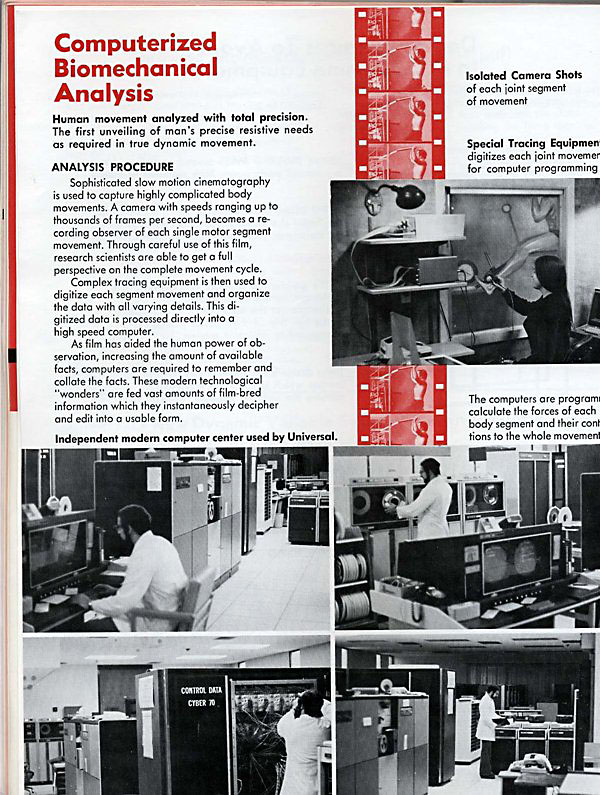 Computerized
Biomechanical
Analysis
Human movement analyzed with total precision.
The first unveiling of man's precise resistive needs
as required in true dynamic movement.
ANALYSIS PROCEDURE
Sophisticated slow motion cinematography
is used to capture highly complicated body
movements. A camera with speeds ranging up to
thousands of frames per second, becomes a re-
cording observer of each single motor segment
movement. Through careful use of this film,
research scientists are able to get a full
perspective on the complete movement cycle.
Complex tracing equipment is then used to
digitize each segment movement and organize
the data with all varying details. This di-
gitized data is processed directly into a
high speed computer.
As film has aided the human power of ob-
servation, increasing the amount of available
facts, computers are required to remember and
collate the facts. These modern technological
"wonders" are fed vast amounts of film-bred
information which they instantaneously decipher
and edit into a usable form.
Independent modern computer center used by Universal.
Isolated Camera Shots
of each joint segment
of movement
Special Tracing Equipmen
digitizes each joint movemen
for computer programming
The computers are program
calculate the forces of each
body segment and their cont
tions to the whole movement
CONTROL DATA
CYBER 70